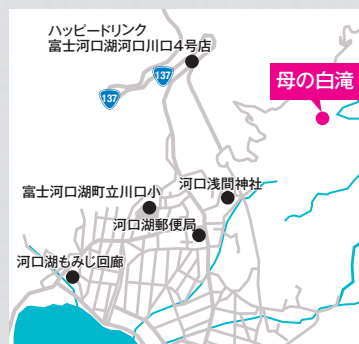 ハッピードリンク
富士河口湖河口川口4号店
137
137
母の白滝
富士河口湖町立川口小
河口浅間神社
河口湖郵便局
河口湖もみじ回廊